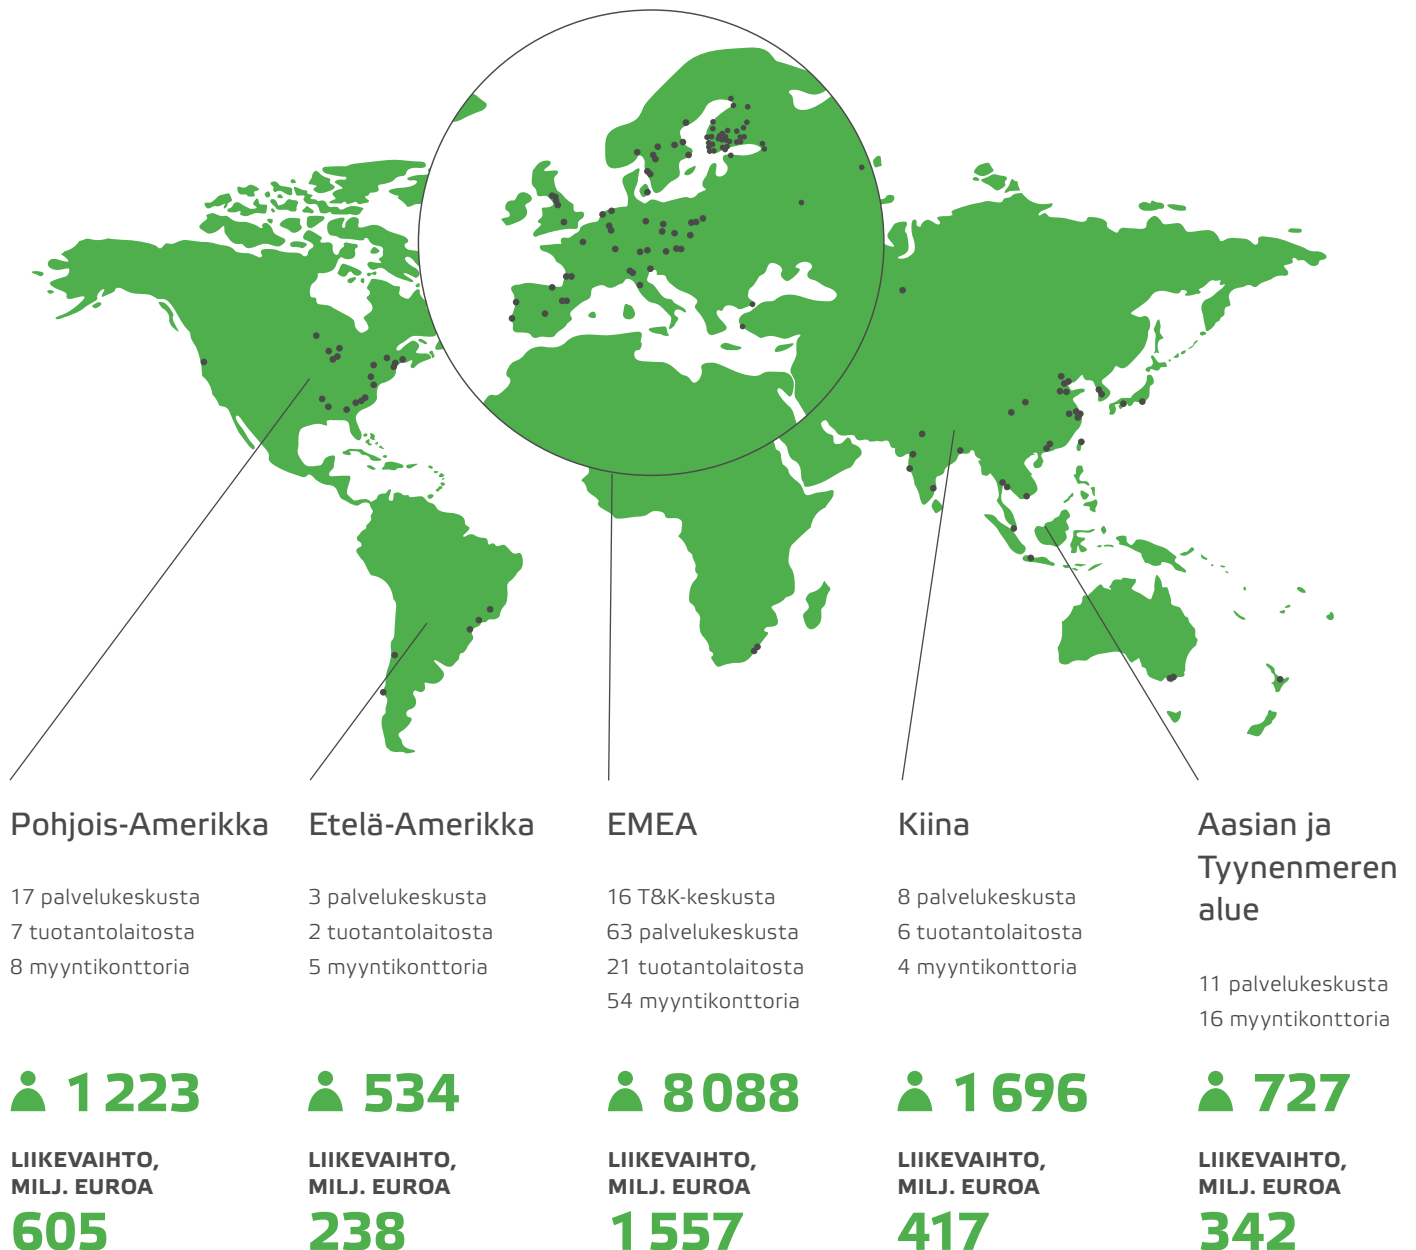 Pohjois-Amerikka
17 palvelukeskusta
7 tuotantolaitosta
8 myyntikonttoria
1 223
LIIKEVAIHTO,
MILJ. EUROA
605
Etelä-Amerikka
3 palvelukeskusta
2 tuotantolaitosta
5 myyntikonttoria
534
LIIKEVAIHTO,
MILJ. EUROA
238
EMEA
16 T&K-keskusta
63 palvelukeskusta
21 tuotantolaitosta
54 myyntikonttoria
8 088
LIIKEVAIHTO,
MILJ. EUROA
1 557
Kiina
8 palvelukeskusta
6 tuotantolaitosta
4 myyntikonttoria
1 696
LIIKEVAIHTO,
MILJ. EUROA
417
Aasian ja
Tyynenmeren
alue
11 palvelukeskusta
16 myyntikonttoria
727
LIIKEVAIHTO,
MILJ. EUROA
342